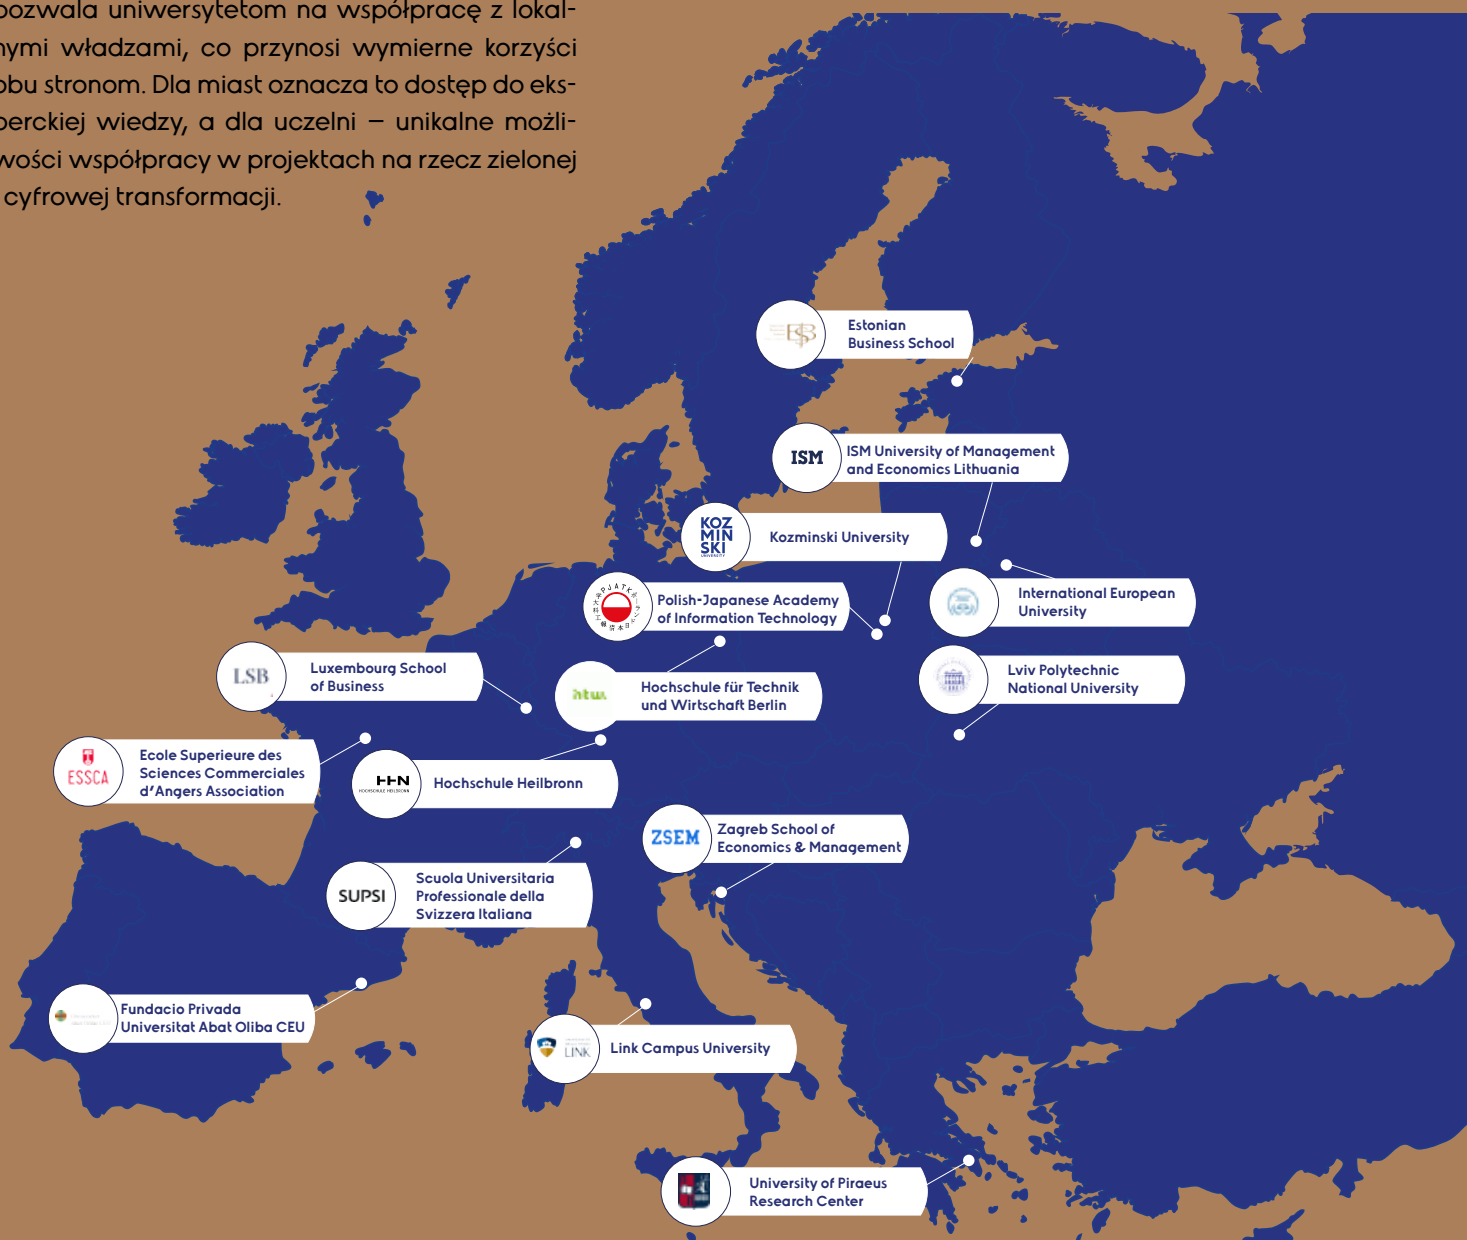 pozwala uniwersytetom na współpracę z lokal-
nymi władzami, co przynosi wymierne korzyści
obu stronom. Dla miast oznacza to dostęp do eks-
perckiej wiedzy, a dla uczelni – unikalne możli-
wości współpracy w projektach na rzecz zielonej
cyfrowej transformacji.
Estonian
Business School
ISM
ISM University of Management
and Economics Lithuania
KOZ
MIN
SKI
UNIVERSITY
Kozminski University
PJATK
Polish-Japanese Academy
of Information Technology
International European
University
LSB
Luxembourg School
of Business
htw.
Hochschule für Technik
und Wirtschaft Berlin
Lviv Polytechnic
National University
ESSCA
Ecole Superieure des
Sciences Commerciales
d'Angers Association
HHN
HOCHSCHULE HEILBRONN
Hochschule Heilbronn
ZSEM
Zagreb School of
Economics & Management
SUPSI
Scuola Universitaria
Professionale della
Svizzera Italiana
Fundacio Privada
Universitat Abat Oliba CEU
LINK
Link Campus University
University of Piraeus
Research Center